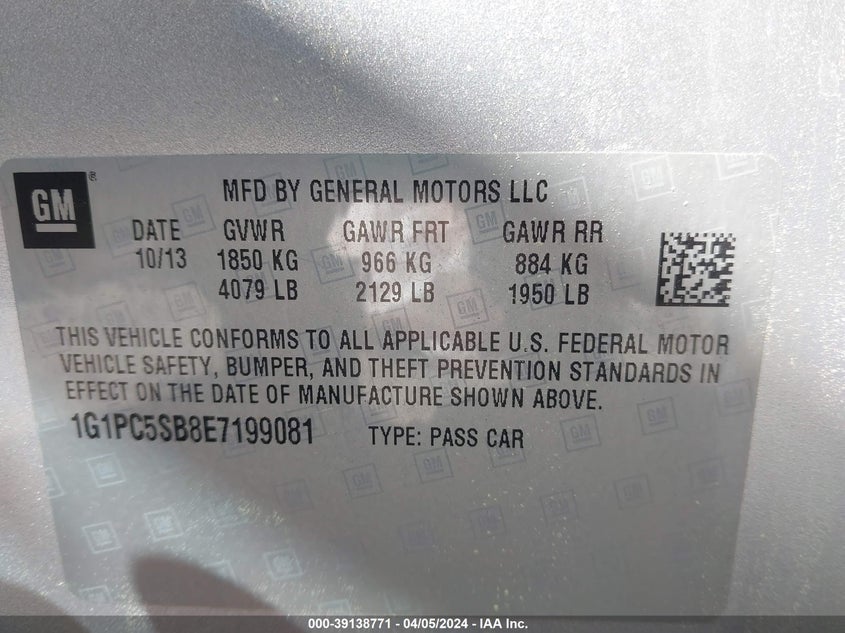 GM ®
MFD BY GENERAL MOTORS LLC
DATE GVWR GAWR FRT GAWR RR
10/13 1850 KG 966 KG 884 KG
4079 LB 2129 LB 1950 LB
THIS VEHICLE CONFORMS TO ALL APPLICABLE U.S. FEDERAL MOTOR
VEHICLE SAFETY, BUMPER, AND THEFT PREVENTION STANDARDS IN
EFFECT ON THE DATE OF MANUFACTURE SHOWN ABOVE.
1G1PC5SB8E7199081 TYPE: PASS CAR
000-39138771 - 04/05/2024 - IAA Inc.